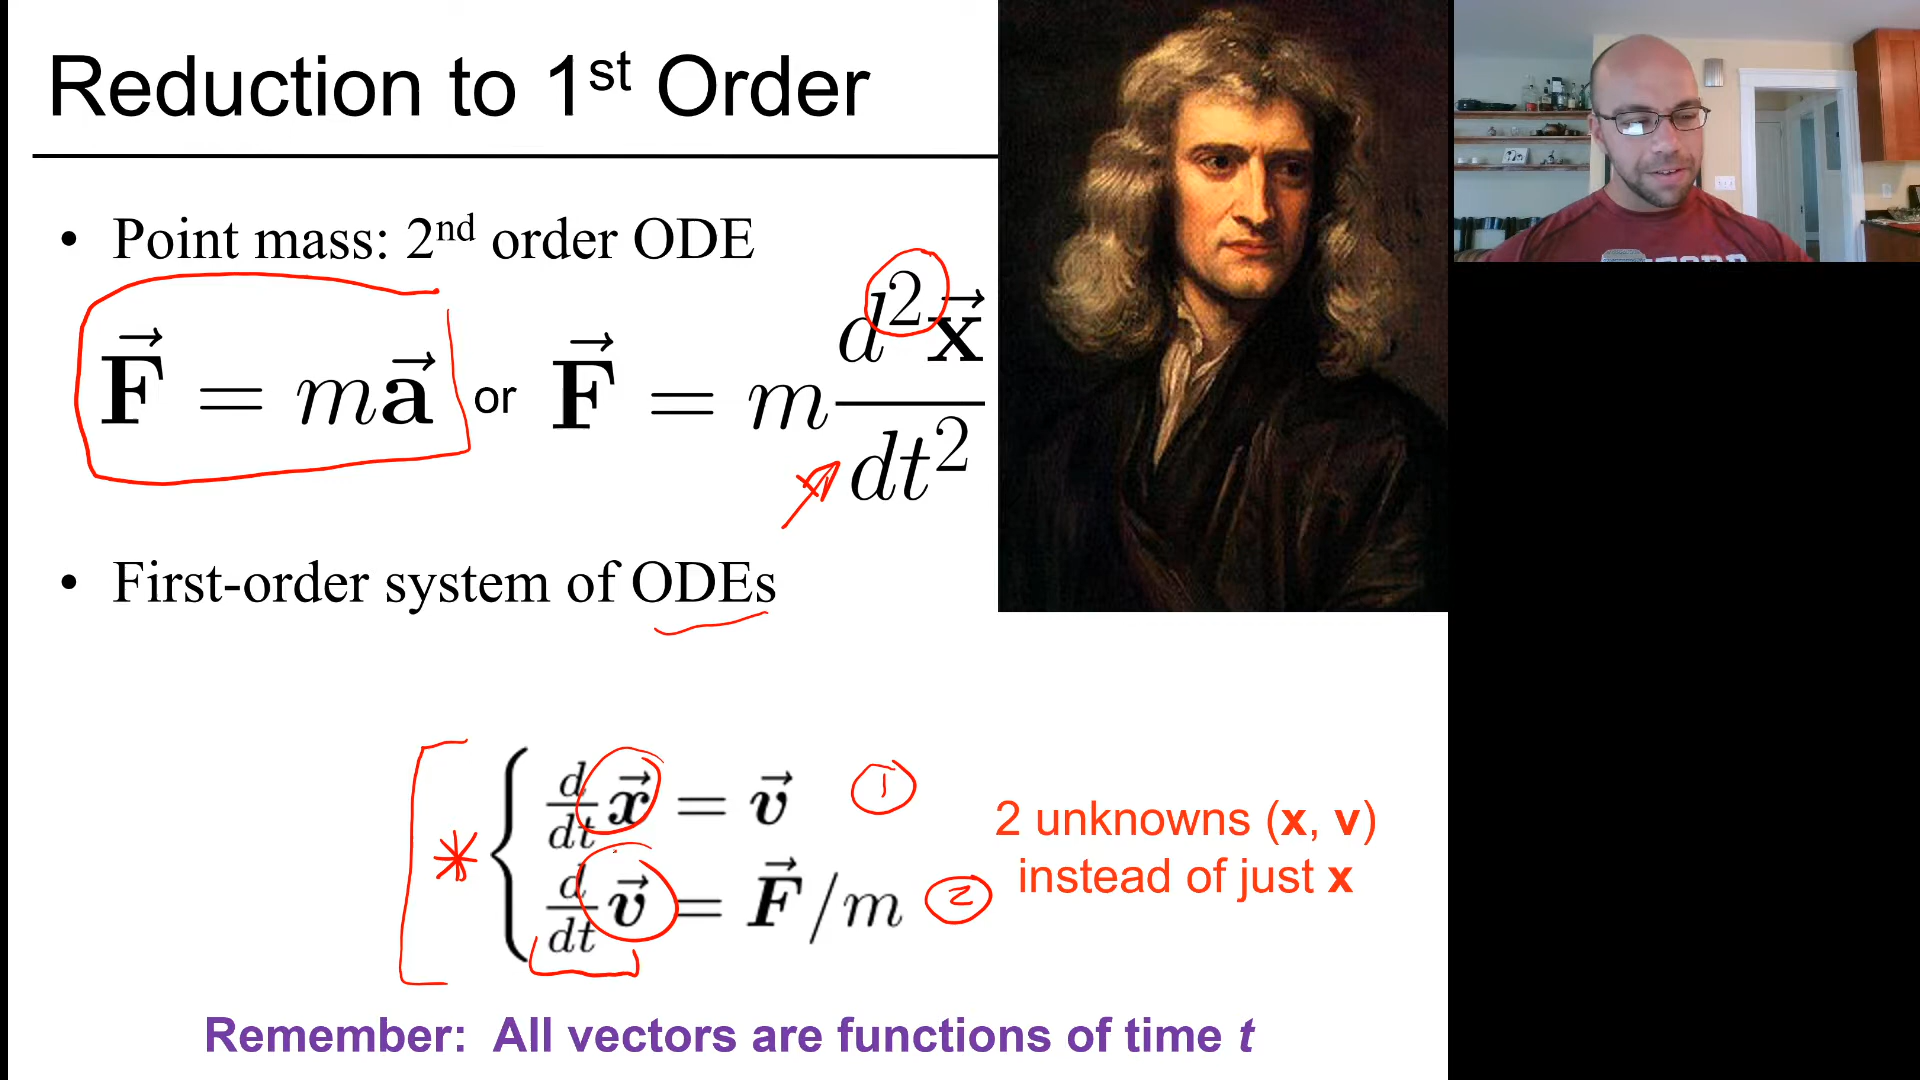 Reduction to 1st Order
• Point mass: 2nd order ODE
F⃗ = ma⃗ or F⃗ = m d²x⃗/dt²
• First-order system of ODEs
d/dt x⃗ = v⃗ 1
* d/dt v⃗ = F⃗/m 2
2 unknowns (x, v)
instead of just x
Remember: All vectors are functions of time t